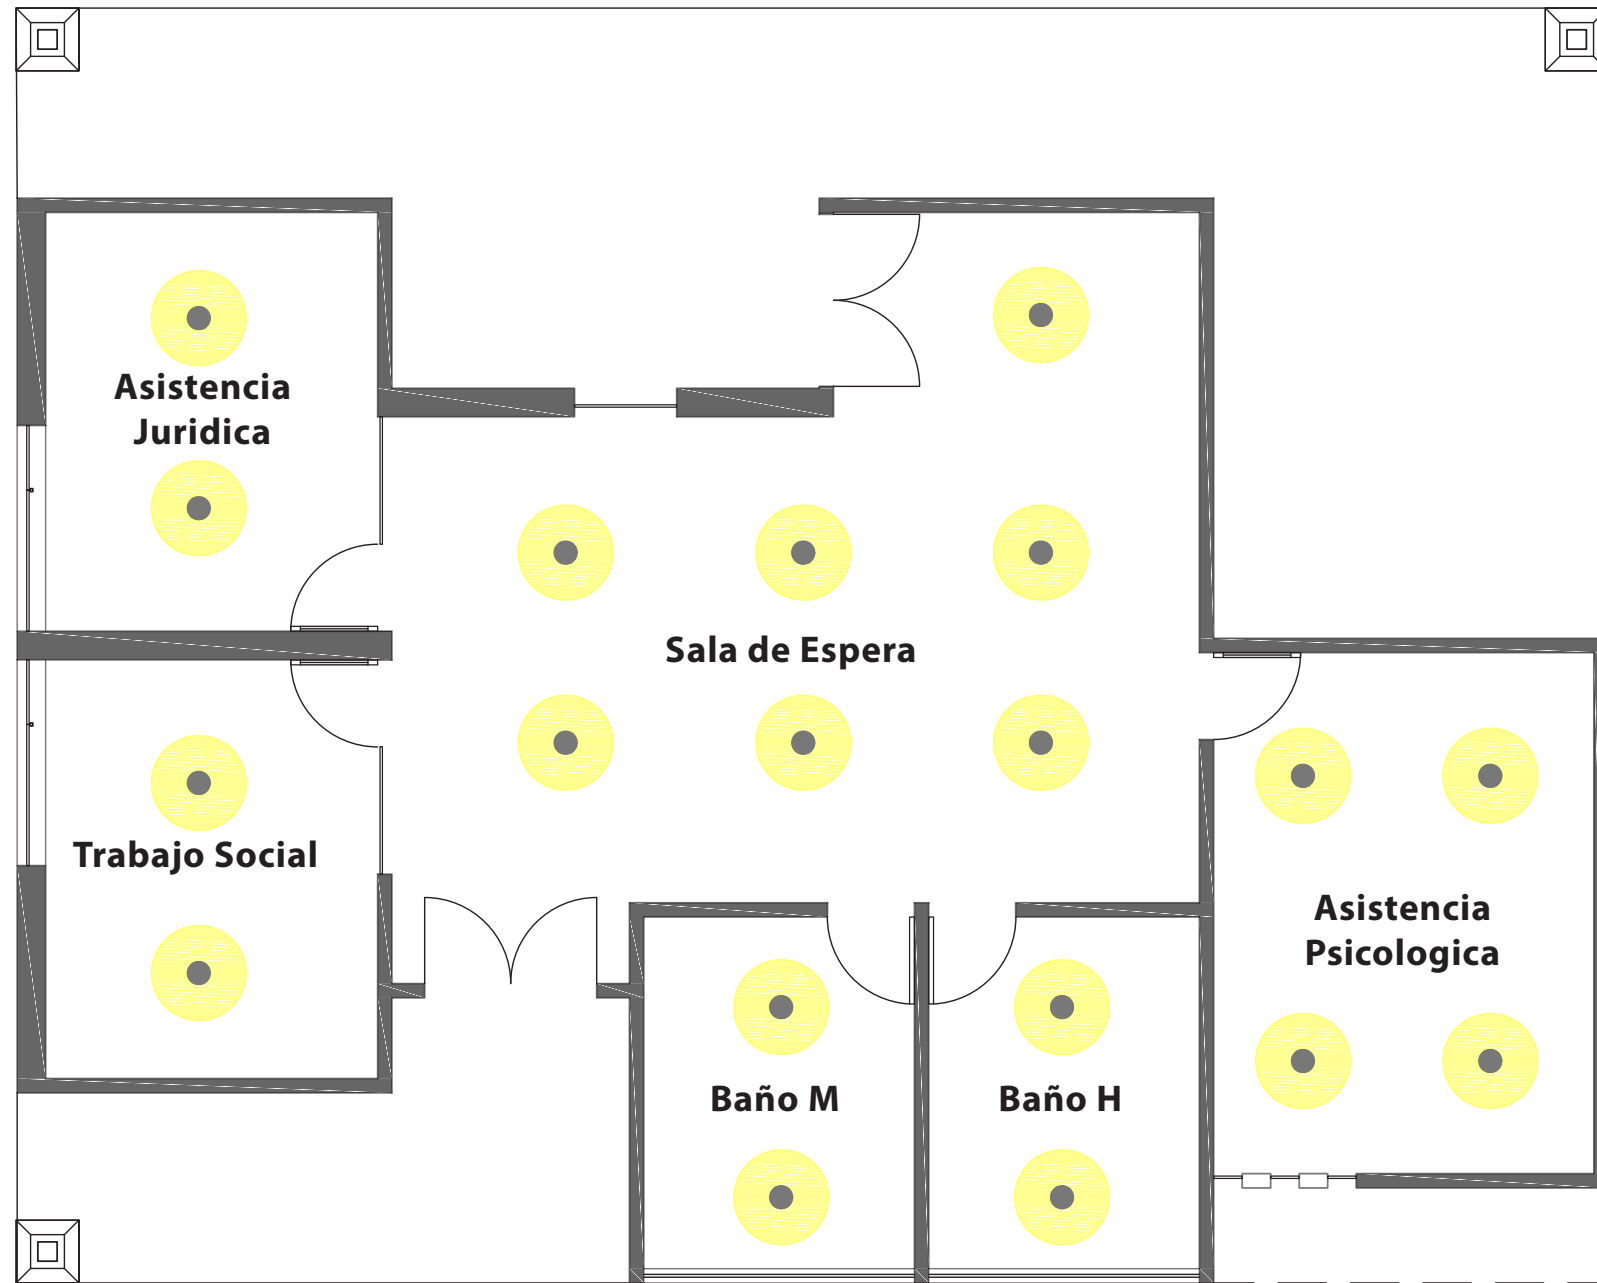 Asistencia
Juridica
Sala de Espera
Trabajo Social
Asistencia
Psicologica
Baño M
Baño H